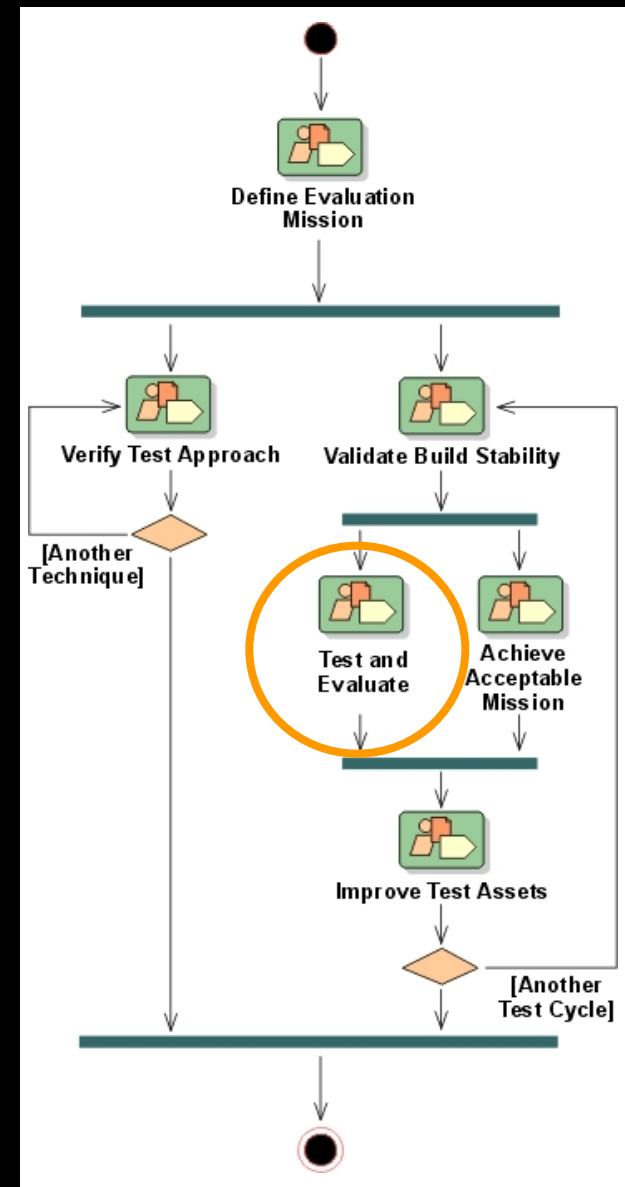 Define Evaluation
Mission
Verify Test Approach
Validate Build Stability
[Another
Technique]
Test and
Evaluate
Achieve
Acceptable
Mission
Improve Test Assets
[Another
Test Cycle]